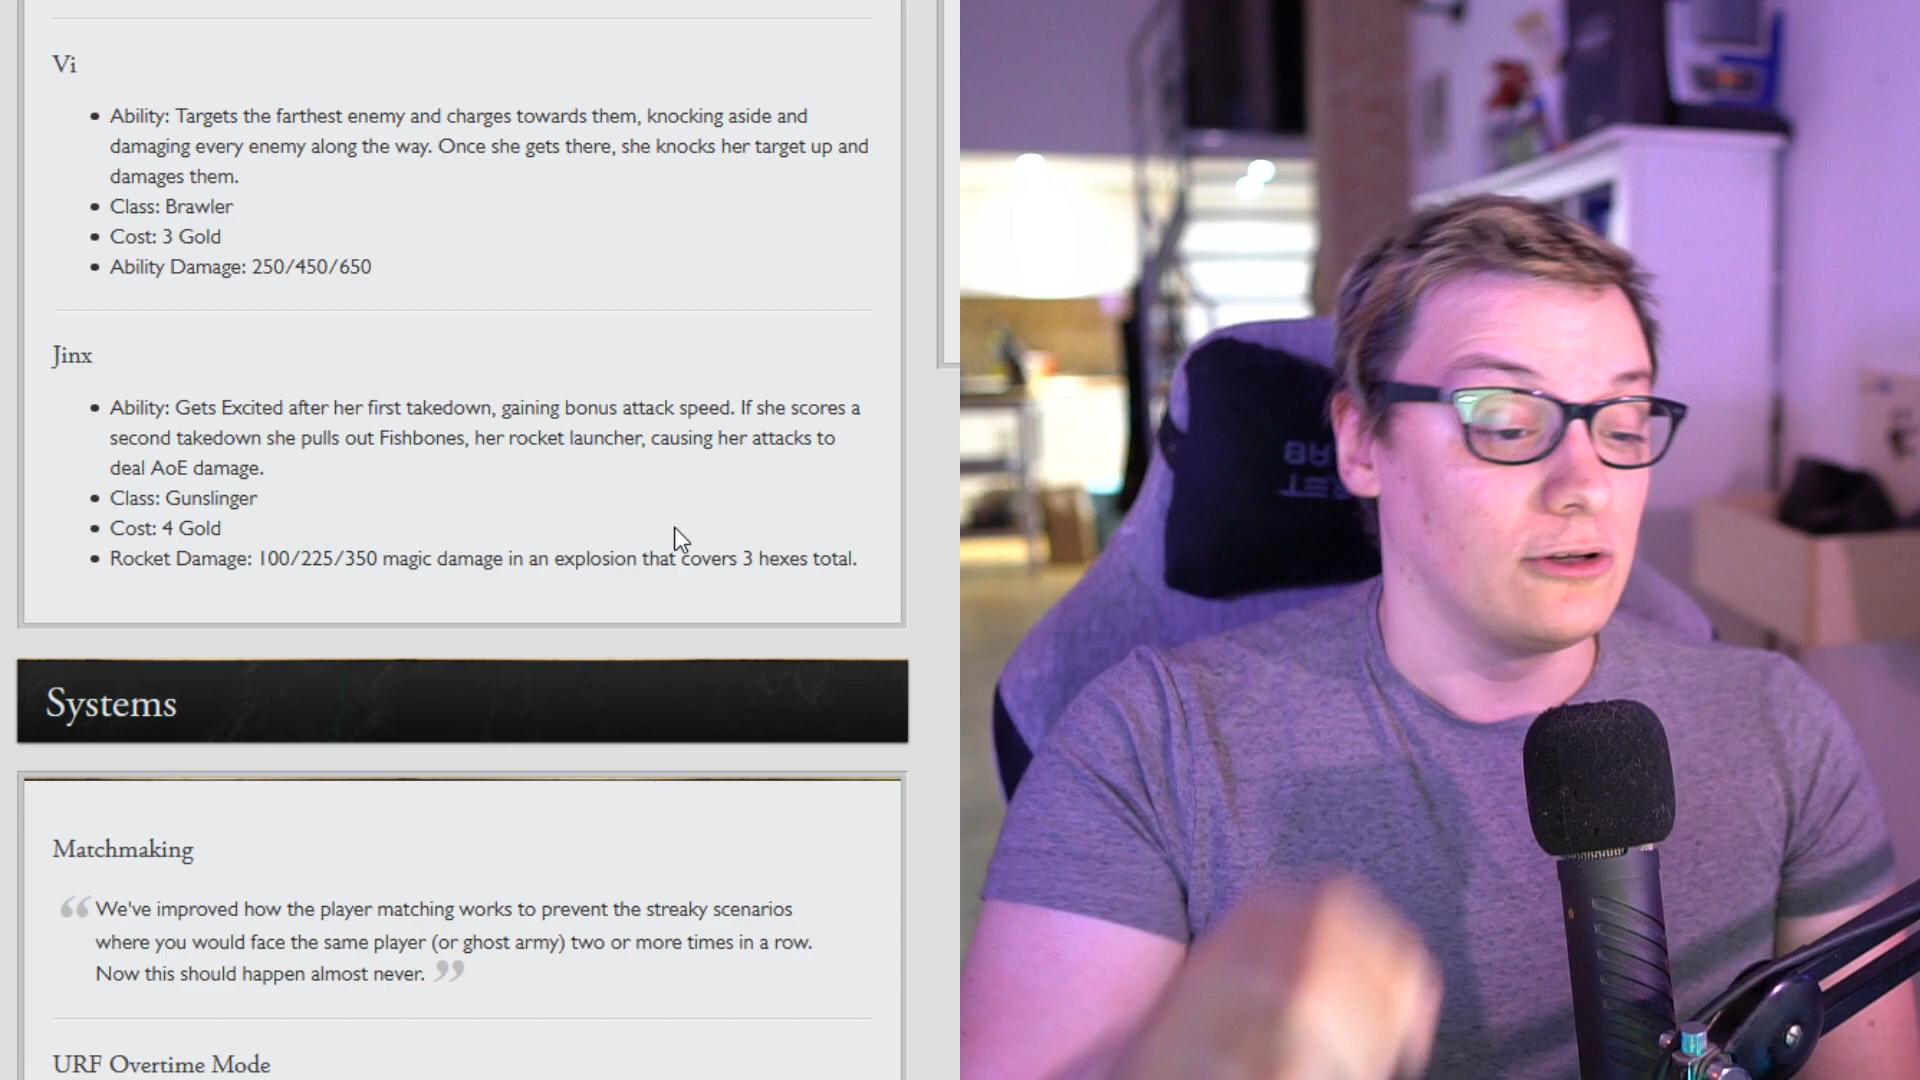 Vi
• Ability: Targets the farthest enemy and charges towards them, knocking aside and
damaging every enemy along the way. Once she gets there, she knocks her target up and
damages them.
• Class: Brawler
• Cost: 3 Gold
• Ability Damage: 250/450/650
Jinx
• Ability: Gets Excited after her first takedown, gaining bonus attack speed. If she scores a
second takedown she pulls out Fishbones, her rocket launcher, causing her attacks to
deal AoE damage.
• Class: Gunslinger
• Cost: 4 Gold
• Rocket Damage: 100/225/350 magic damage in an explosion that covers 3 hexes total.
Systems
Matchmaking
“We've improved how the player matching works to prevent the streaky scenarios
where you would face the same player (or ghost army) two or more times in a row.
Now this should happen almost never.”
URF Overtime Mode